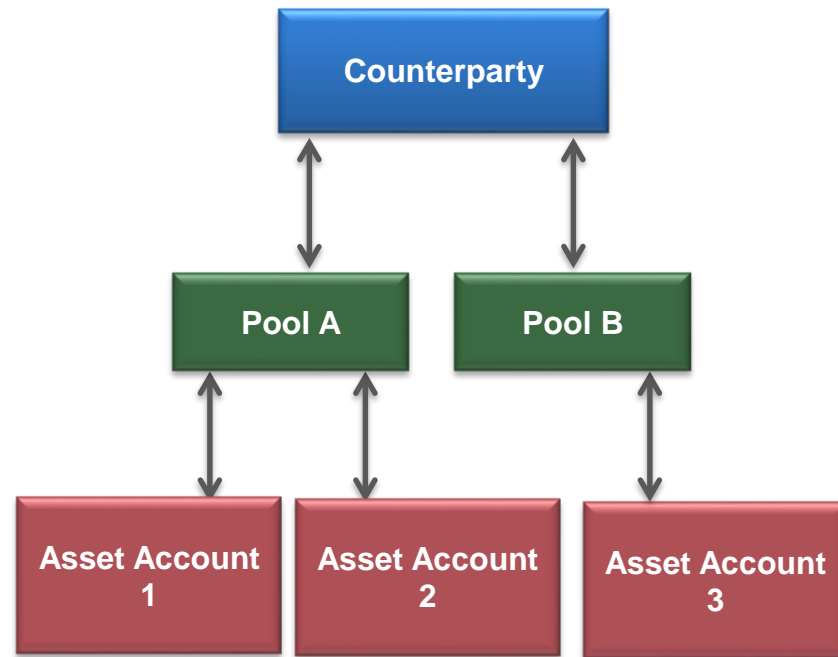 Counterparty
Pool A
Pool B
Asset Account
1
Asset Account
2
Asset Account
3